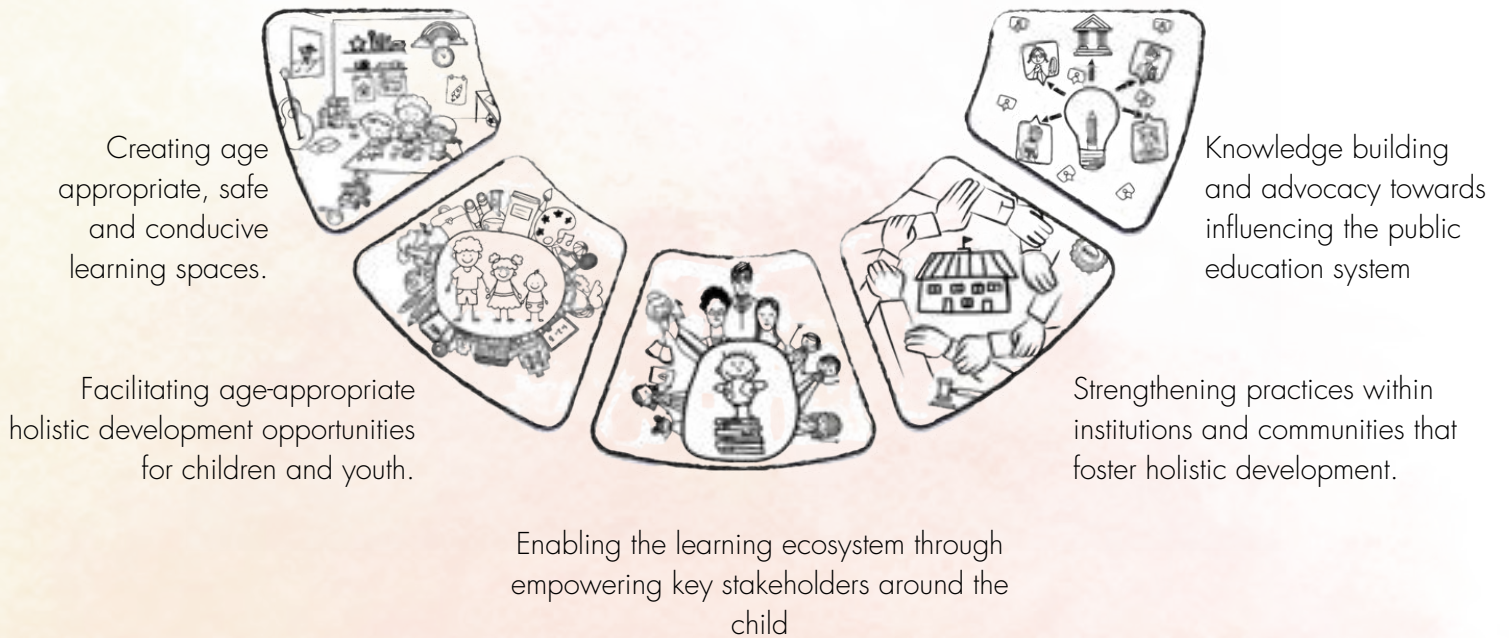 Creating age
appropriate, safe
and conducive
learning spaces.
Facilitating age-appropriate
holistic development opportunities
for children and youth.
Enabling the learning ecosystem through
empowering key stakeholders around the
child
Strengthening practices within
institutions and communities that
foster holistic development.
Knowledge building
and advocacy towards
influencing the public
education system